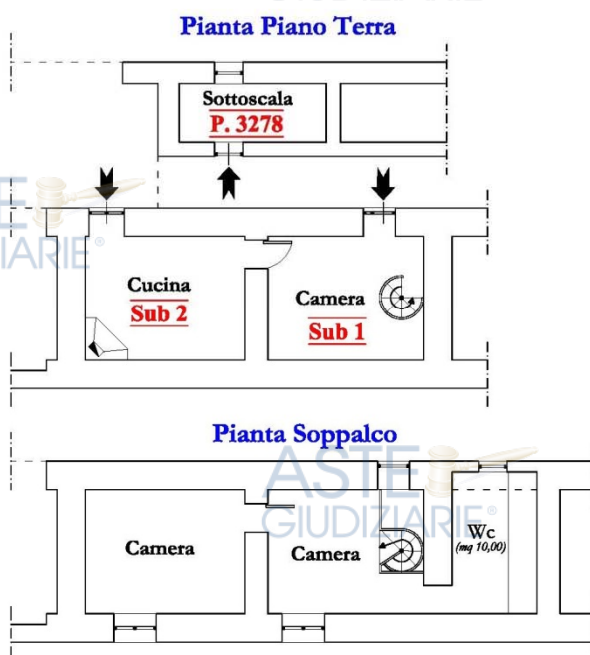 Pianta Piano Terra
Sottoscala
P. 3278
Cucina
Sub 2
Camera
Sub 1
Pianta Soppalco
ASTE
GIUDIZIARIE®
Camera
Camera
Wc
(mq 10,00)